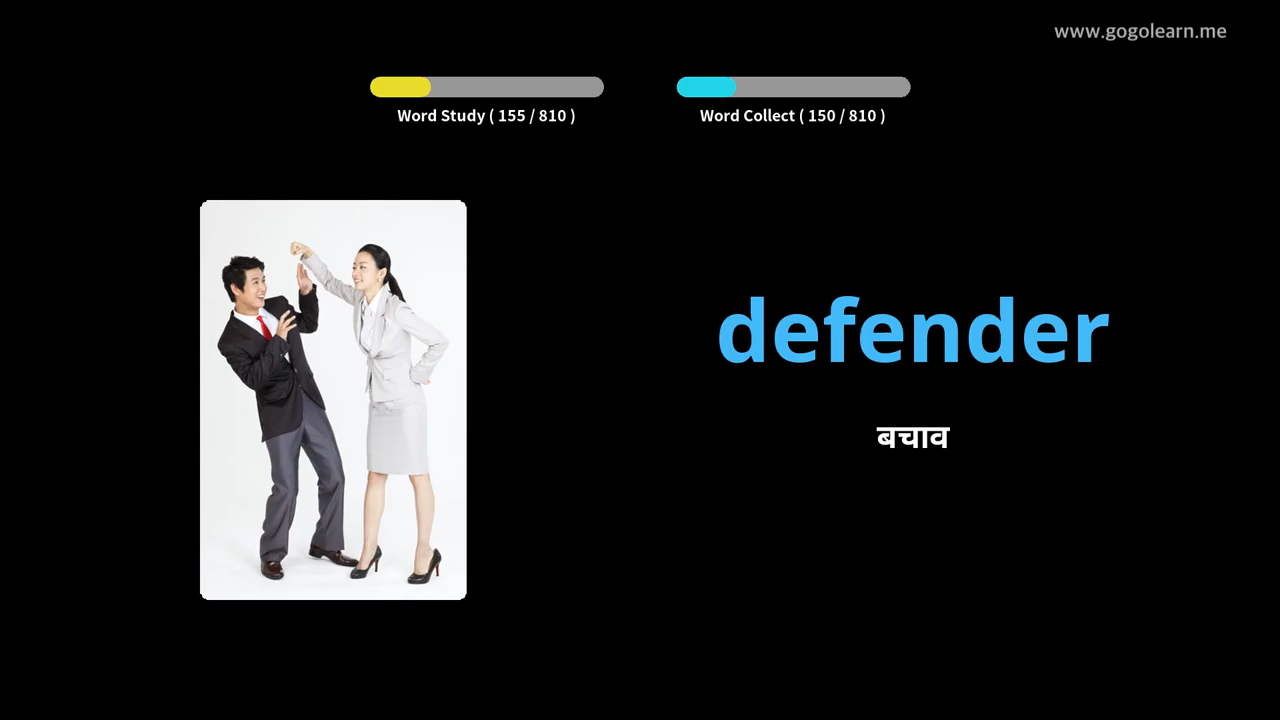 www.gogolearn.me
Word Study ( 155 / 810 )
Word Collect ( 150 / 810 )
defender
बचाव